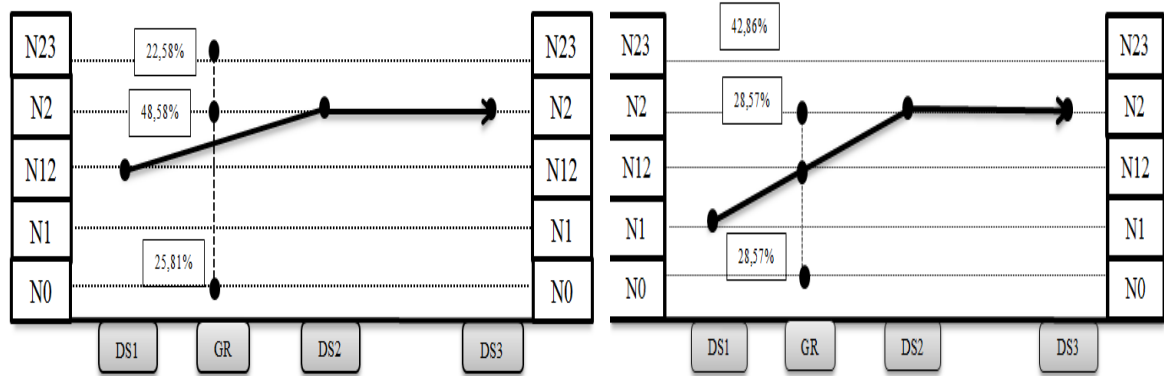 N23
22,58%
N23
N2
48,58%
N2
N12
N12
N1
N1
25,81%
N0
N0
DS1 GR DS2 DS3
42,86%
N23
N23
28,57%
N2
N2
N12
N12
N1
N1
28,57%
N0
N0
DS1 GR DS2 DS3